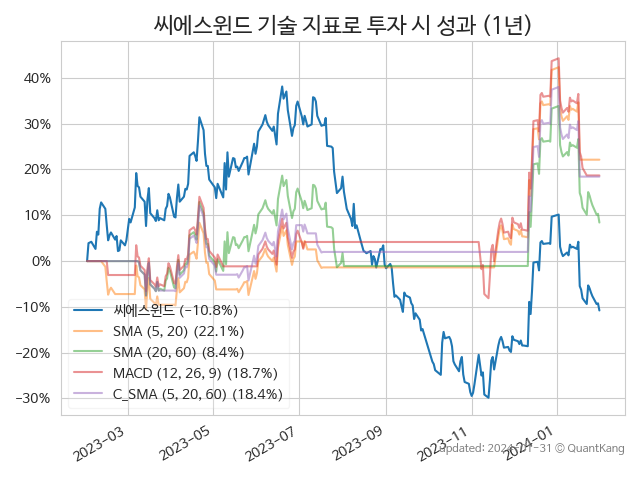 씨에스윈드 기술 지표로 투자 시 성과 (1년)
40%
30%
20%
10%
0%
−10%
−20%
−30%
씨에스윈드 (−10.8%)
SMA (5, 20) (22.1%)
SMA (20, 60) (8.4%)
MACD (12, 26, 9) (18.7%)
C_SMA (5, 20, 60) (18.4%)
2023-03
2023-05
2023-07
2023-09
2023-11
2024-01
updated: 2024-01-31 © QuantKang